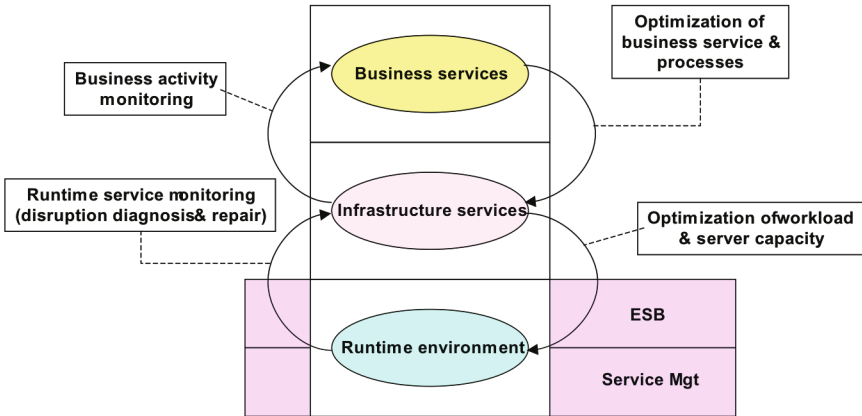 Optimization of
business service &
processes
Business services
Business activity
monitoring
Runtime service monitoring
(disruption diagnosis& repair)
Infrastructure services
Optimization ofworkload
& server capacity
ESB
Runtime environment
Service Mgt